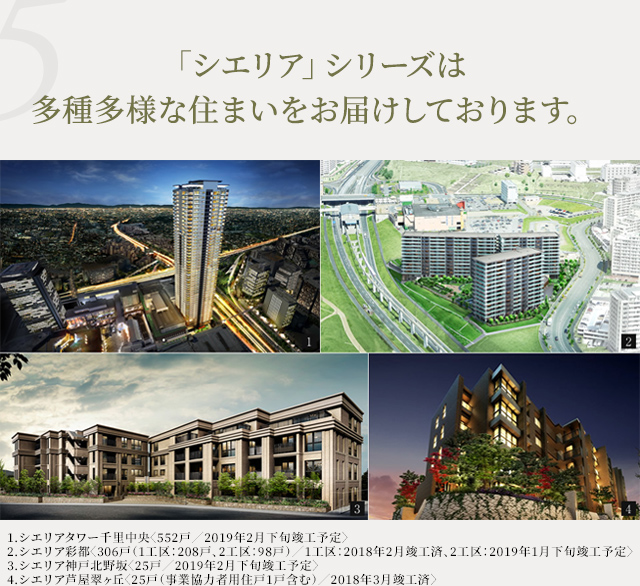 5
「シエリア」シリーズは
多種多様な住まいをお届けしております。
1
2
3
4
1.シエリアタワー千里中央〈552戸／2019年2月下旬竣工予定〉
2.シエリア彩都〈306戸(1工区:208戸、2工区:98戸)／1工区:2018年2月竣工済、2工区:2019年1月下旬竣工予定〉
3.シエリア神戸北野坂〈25戸／2019年2月下旬竣工予定〉
4.シエリア芦屋翠ヶ丘〈25戸(事業協力者用住戸1戸含む)／2018年3月竣工済〉